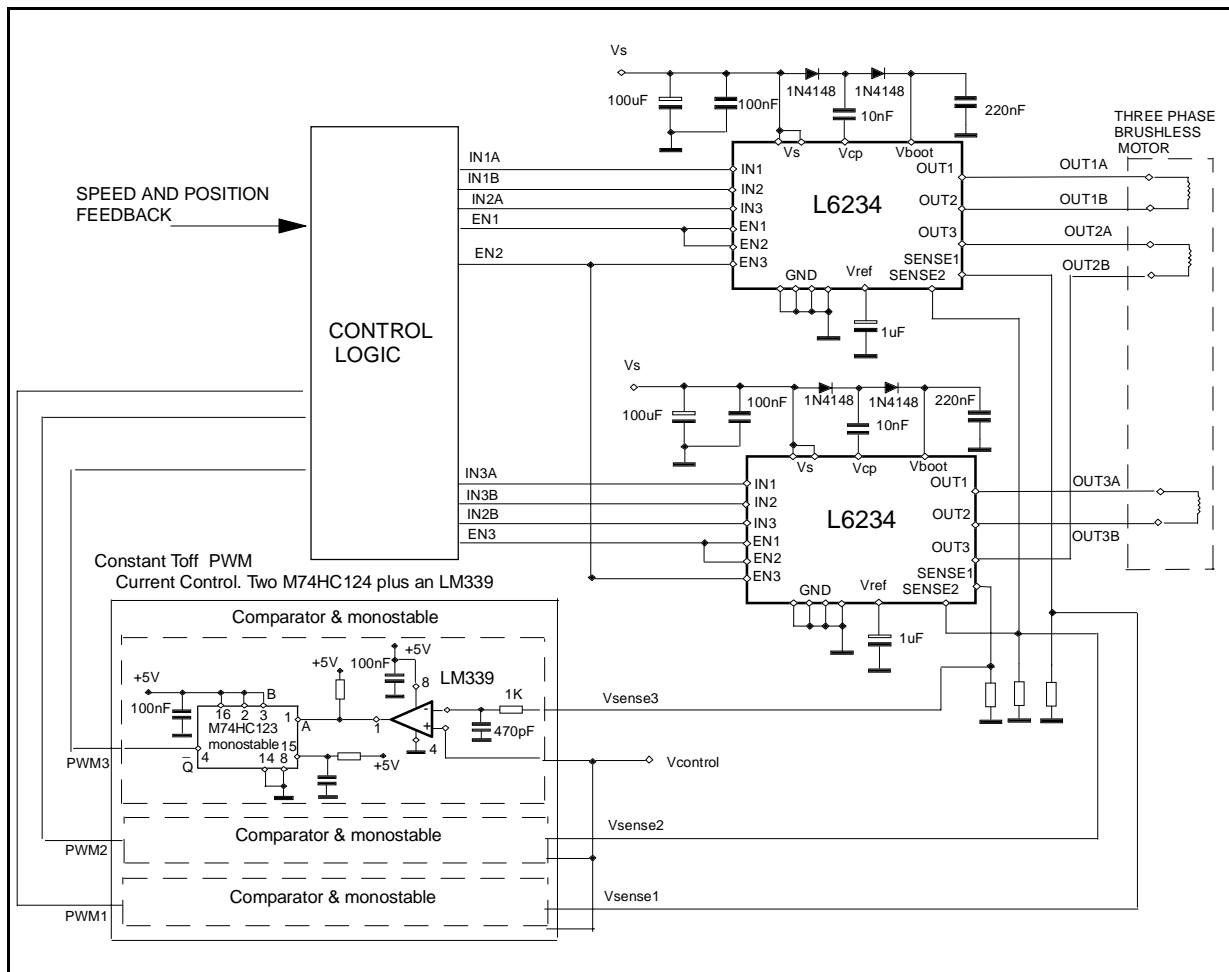 Vs
1N4148
1N4148
100uF
100nF
10nF
220nF
THREE PHASE
BRUSHLESS
MOTOR
Vs
Vcp
Vboot
IN1A
IN1B
IN2A
EN1
EN2
IN1
IN2
IN3
EN1
EN2
EN3
L6234
OUT1
OUT2
OUT3
SENSE1
SENSE2
GND
Vref
1uF
OUT1A
OUT1B
OUT2A
OUT2B
SPEED AND POSITION
FEEDBACK
CONTROL
LOGIC
Vs
1N4148
1N4148
100uF
100nF
10nF
220nF
Vs
Vcp
Vboot
IN3A
IN3B
IN2B
EN3
IN1
IN2
IN3
EN1
EN2
EN3
L6234
OUT1
OUT2
OUT3
SENSE1
SENSE2
GND
Vref
1uF
OUT3A
OUT3B
Constant Toff PWM
Current Control. Two M74HC124 plus an LM339
Comparator & monostable
+5V
100nF
B
16 2 3
M74HC123
monostable
1
A
15
4
Q
14 8
+5V
+5V
100nF
+5V
8
LM339
1
-
+
4
1K
470pF
Vsense3
Vcontrol
PWM3
Comparator & monostable
Vsense2
PWM2
Comparator & monostable
Vsense1
PWM1